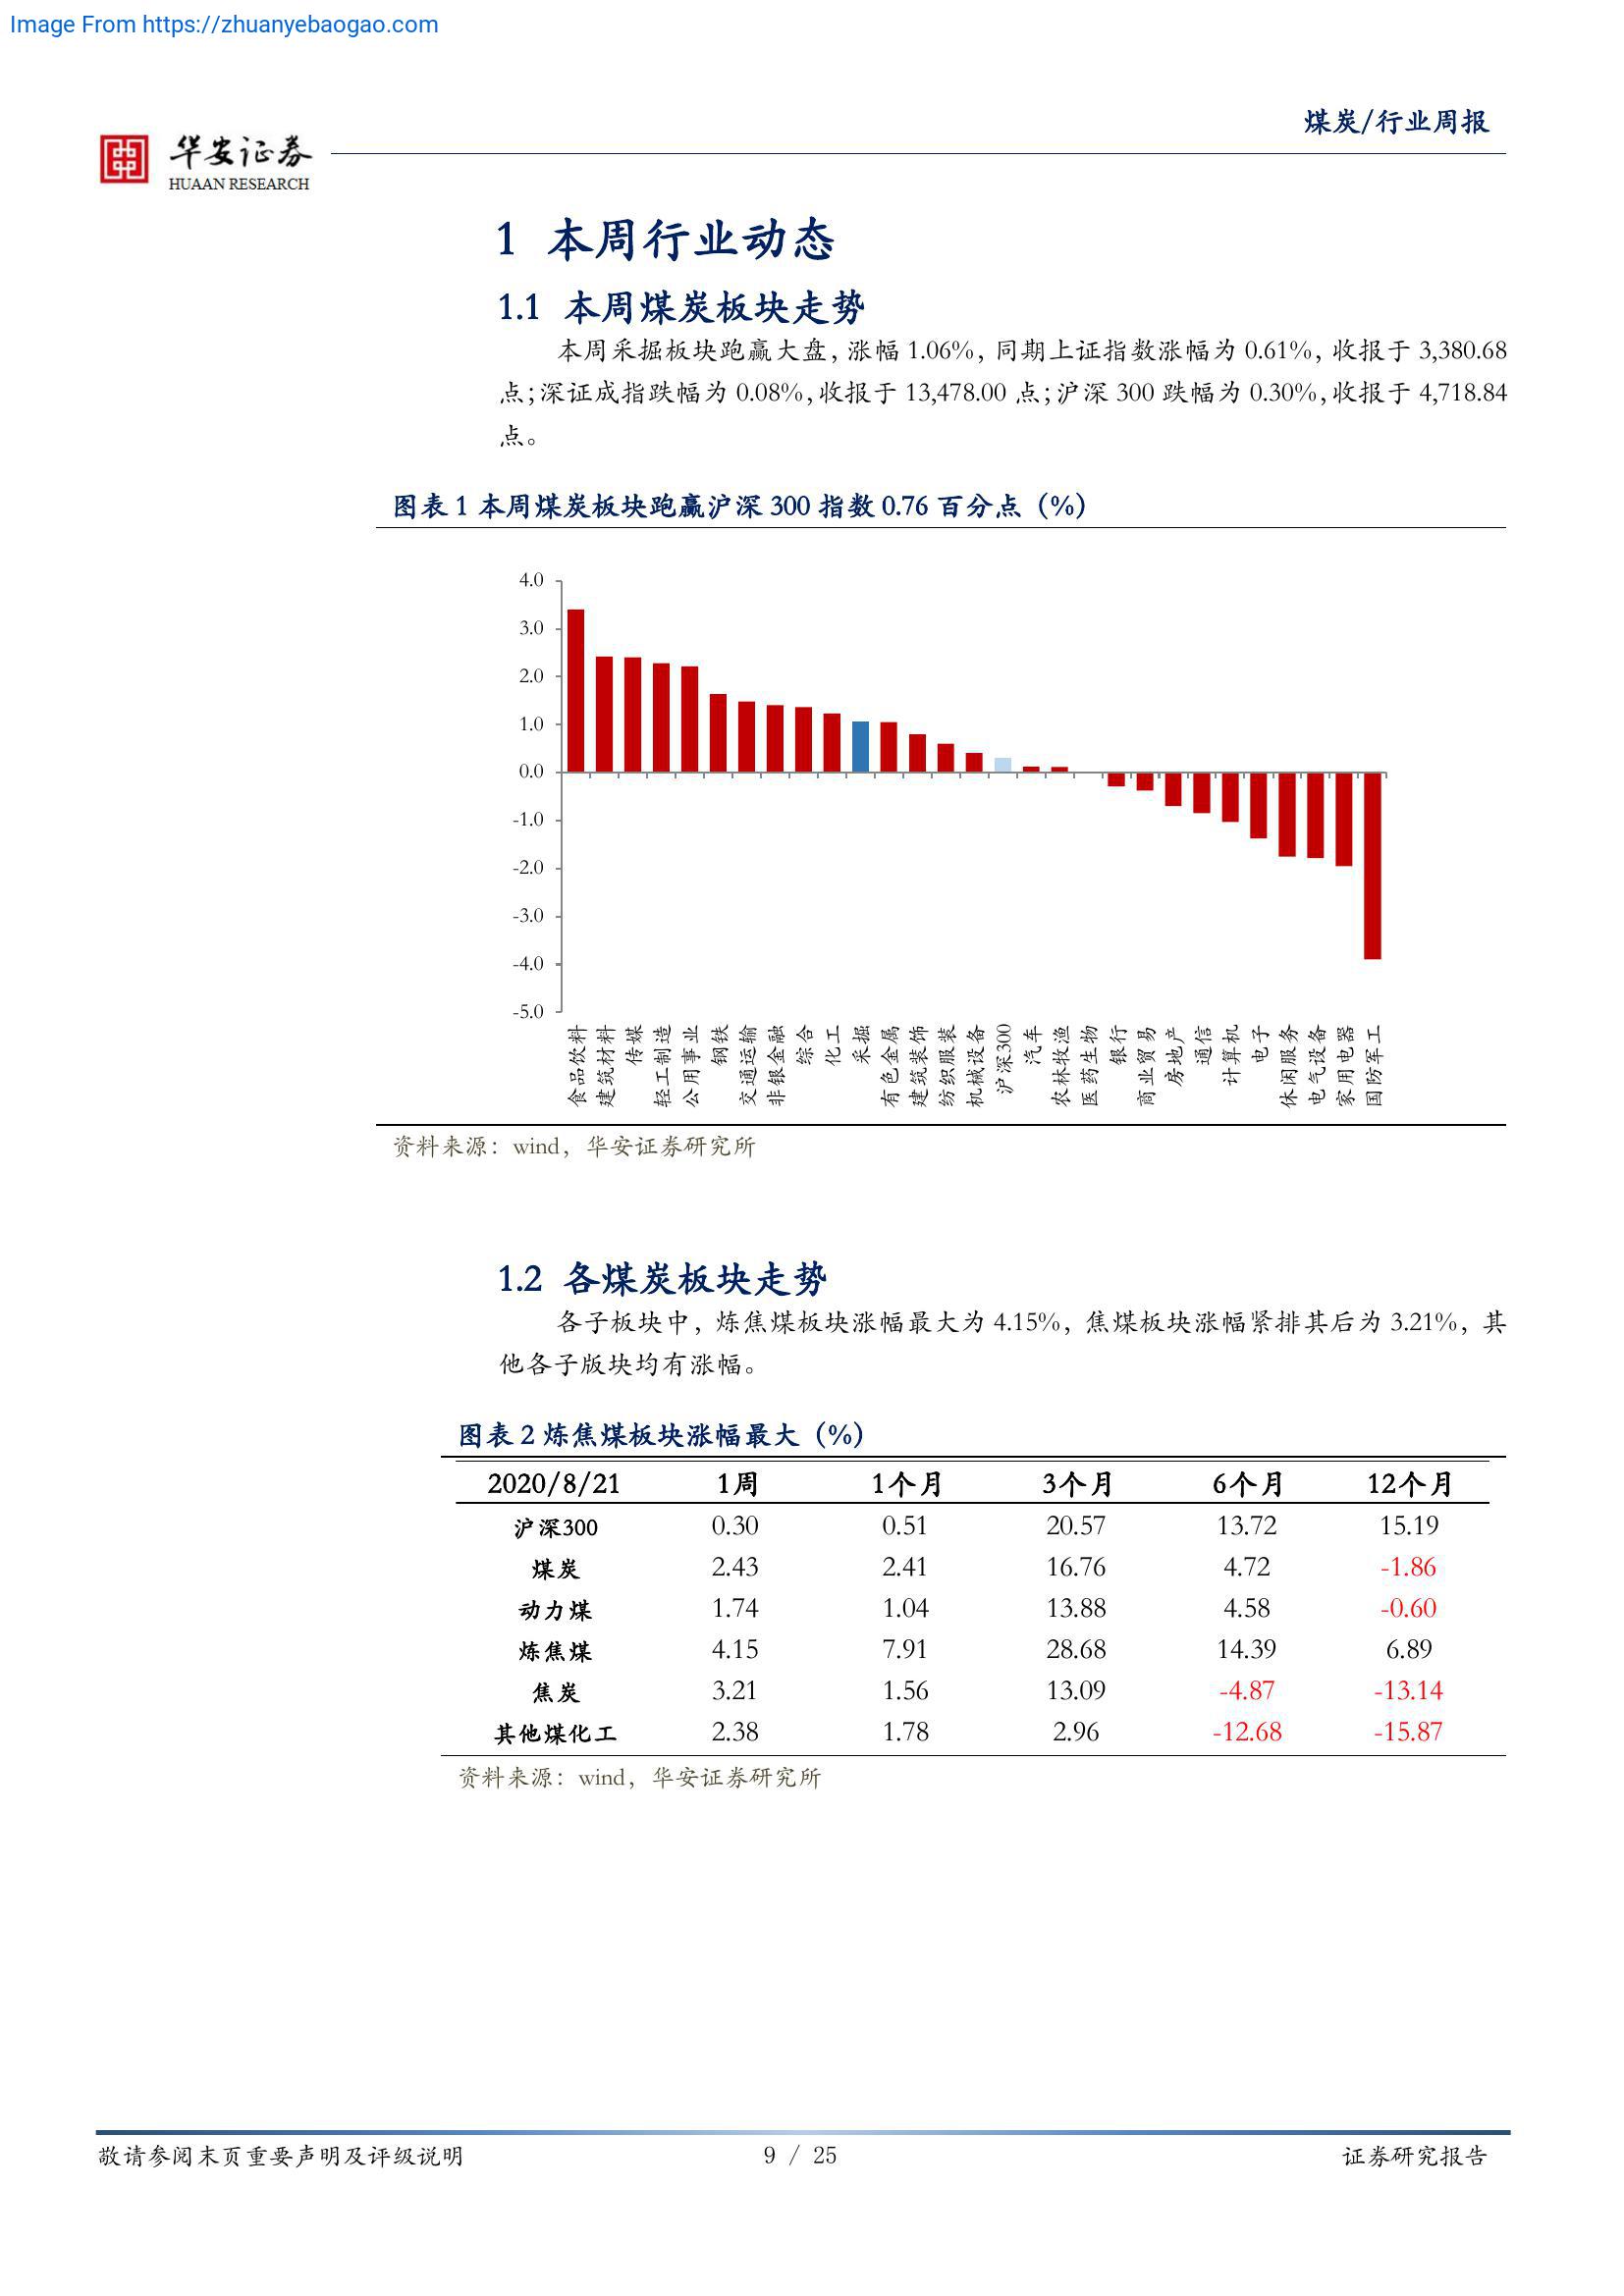 Image From https://zhuanyebaogao.com
煤炭/行业周报
华安证券
HUAAN RESEARCH
1 本周行业动态
1.1 本周煤炭板块走势
本周采掘板块跑赢大盘，涨幅 1.06%，同期上证指数涨幅为 0.61%，收报于 3,380.68
点；深证成指跌幅为 0.08%，收报于 13,478.00 点；沪深 300 跌幅为 0.30%，收报于 4,718.84
点。
图表 1 本周煤炭板块跑赢沪深 300 指数 0.76 百分点（%）
4.0
3.0
2.0
1.0
0.0
-1.0
-2.0
-3.0
-4.0
-5.0
食品饮料
建筑材料
传媒
轻工制造
公用事业
钢铁
交通运输
非银金融
综合
化工
采掘
有色金属
建筑装饰
纺织服装
机械设备
沪深300
汽车
农林牧渔
医药生物
银行
商业贸易
房地产
通信
计算机
电子
休闲服务
电气设备
家用电器
国防军工
资料来源：wind，华安证券研究所
1.2 各煤炭板块走势
各子板块中，炼焦煤板块涨幅最大为 4.15%，焦煤板块涨幅紧排其后为 3.21%，其
他各子版块均有涨幅。
图表 2 炼焦煤板块涨幅最大（%）
2020/8/21 1周 1个月 3个月 6个月 12个月
沪深300 0.30 0.51 20.57 13.72 15.19
煤炭 2.43 2.41 16.76 4.72 -1.86
动力煤 1.74 1.04 13.88 4.58 -0.60
炼焦煤 4.15 7.91 28.68 14.39 6.89
焦炭 3.21 1.56 13.09 -4.87 -13.14
其他煤化工 2.38 1.78 2.96 -12.68 -15.87
资料来源：wind，华安证券研究所
敬请参阅末页重要声明及评级说明 9 / 25 证券研究报告